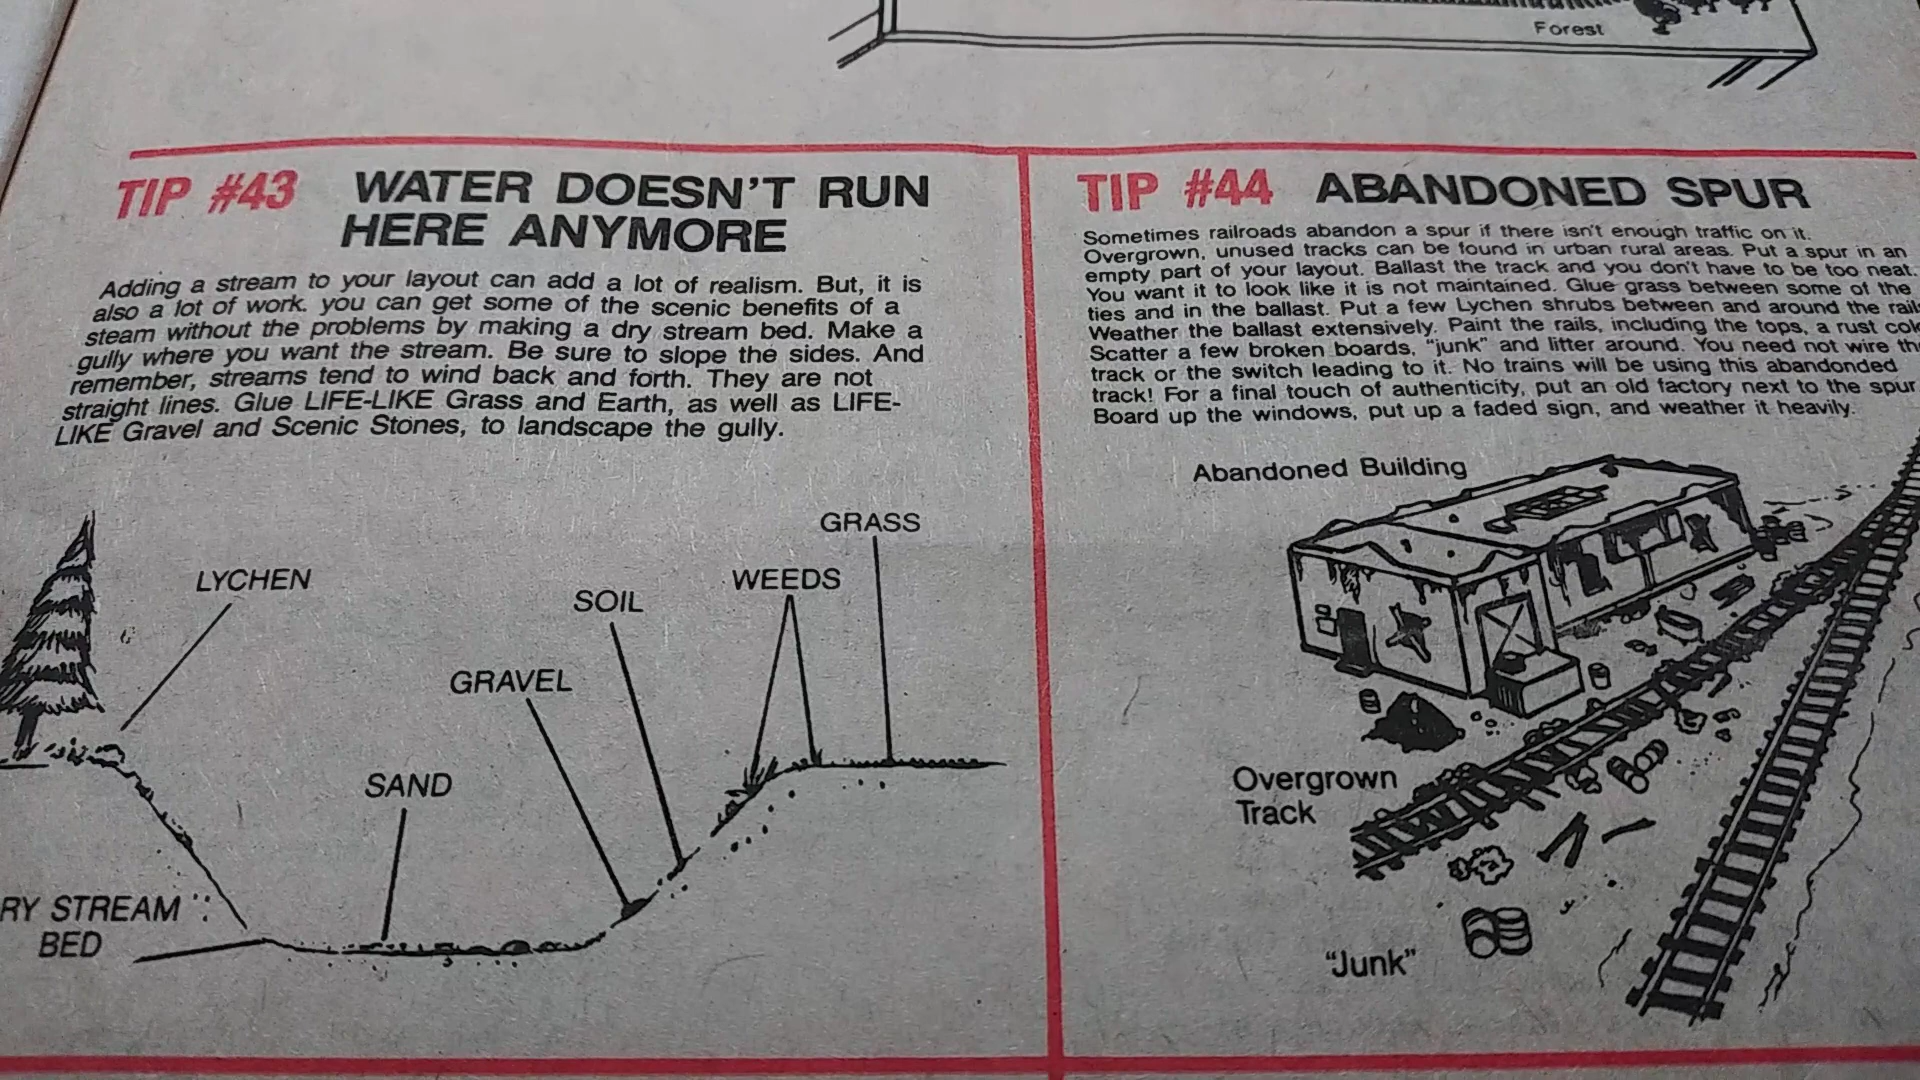 Forest
TIP #43 WATER DOESN'T RUN
HERE ANYMORE
Adding a stream to your layout can add a lot of realism. But, it is
also a lot of work. you can get some of the scenic benefits of a
steam without the problems by making a dry stream bed. Make a
gully where you want the stream. Be sure to slope the sides. And
remember, streams tend to wind back and forth. They are not
straight lines. Glue LIFE-LIKE Grass and Earth, as well as LIFE-
LIKE Gravel and Scenic Stones, to landscape the gully.
GRASS
LYCHEN
WEEDS
SOIL
GRAVEL
SAND
RY STREAM
BED
TIP #44 ABANDONED SPUR
Sometimes railroads abandon a spur if there isn't enough traffic on it.
Overgrown, unused tracks can be found in urban rural areas. Put a spur in an
empty part of your layout. Ballast the track and you don't have to be too neat.
You want it to look like it is not maintained. Glue grass between some of the
ties and in the ballast. Put a few Lychen shrubs between and around the rails
Weather the ballast extensively. Paint the rails, including the tops, a rust col
Scatter a few broken boards, "junk" and litter around. You need not wire th
track or the switch leading to it. No trains will be using this abandonded
track! For a final touch of authenticity, put an old factory next to the spur
Board up the windows, put up a faded sign, and weather it heavily.
Abandoned Building
Overgrown
Track
"Junk"